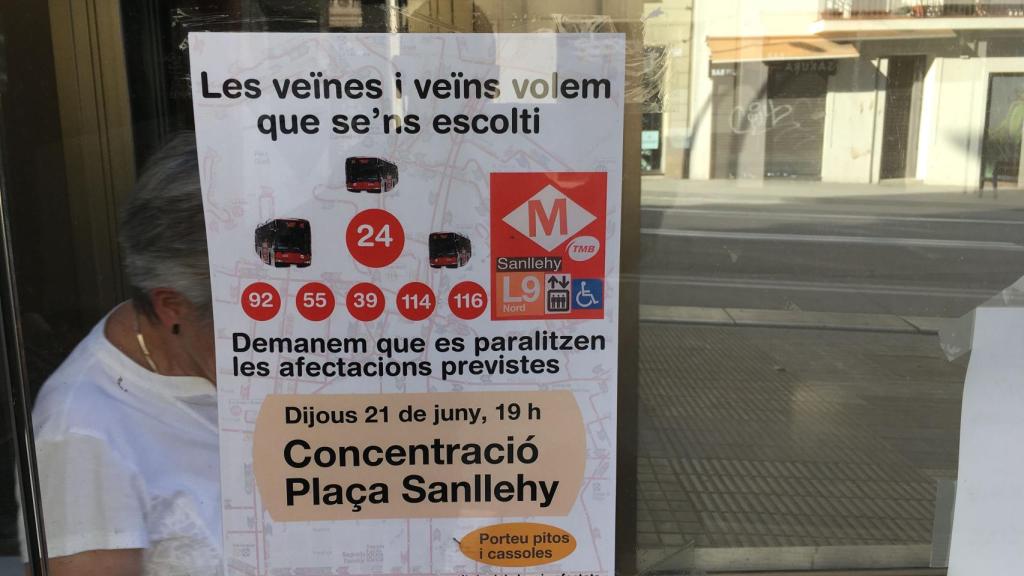 Les veïnes i veïns volem
que se'ns escolti
24
92 55 39 114 116
M
TMB
Sanllehy
L9
Nord
Demanem que es paralitzen
les afectacions previstes
Dijous 21 de juny, 19 h
Concentració
Plaça Sanllehy
Porteu pitos
i cassoles